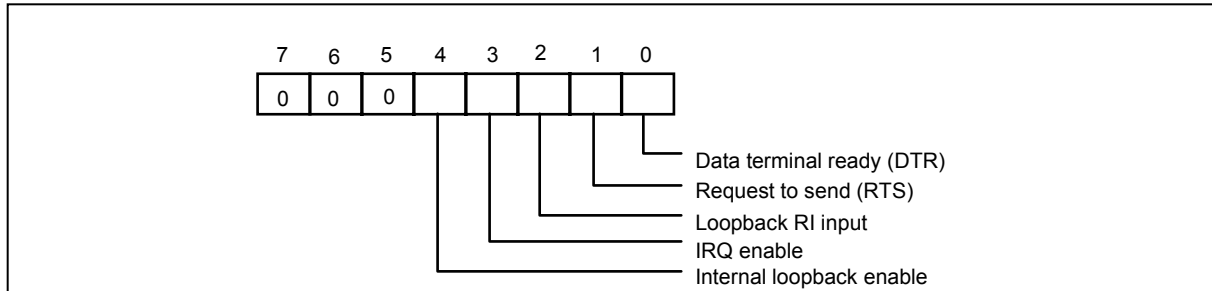 7 6 5 4 3 2 1 0
0 0 0
Data terminal ready (DTR)
Request to send (RTS)
Loopback RI input
IRQ enable
Internal loopback enable